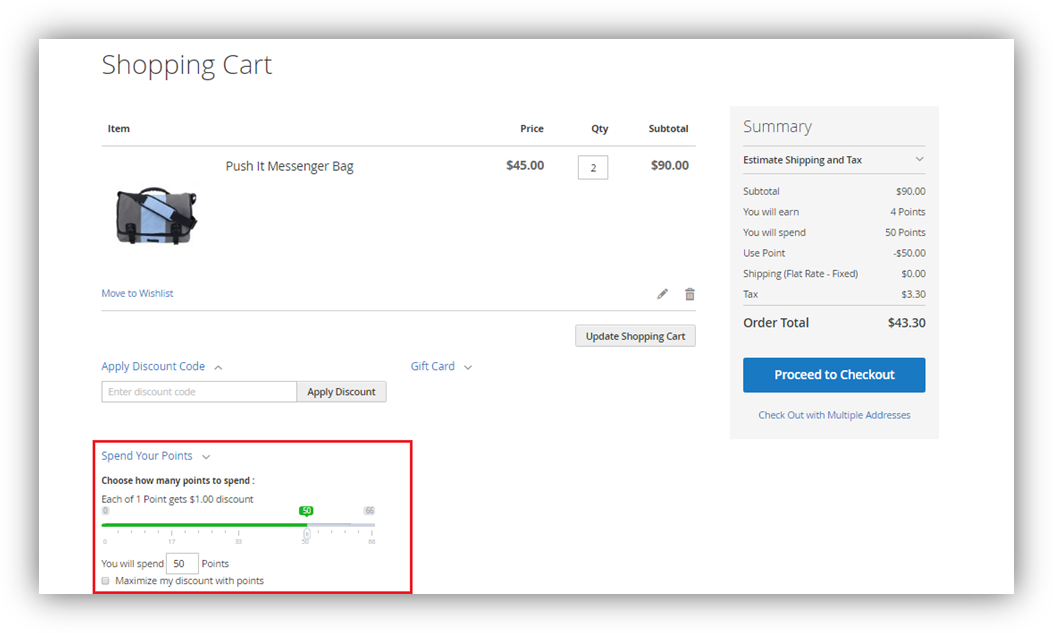 Shopping Cart
Item Price Qty Subtotal
Push It Messenger Bag $45.00 2 $90.00
Move to Wishlist
Update Shopping Cart
Apply Discount Code
Gift Card
Enter discount code Apply Discount
Spend Your Points
Choose how many points to spend :
Each of 1 Point gets $1.00 discount
0 50 66
0 17 33 50 66
You will spend 50 Points
Maximize my discount with points
Summary
Estimate Shipping and Tax
Subtotal $90.00
You will earn 4 Points
You will spend 50 Points
Use Point -$50.00
Shipping (Flat Rate - Fixed) $0.00
Tax $3.30
Order Total $43.30
Proceed to Checkout
Check Out with Multiple Addresses